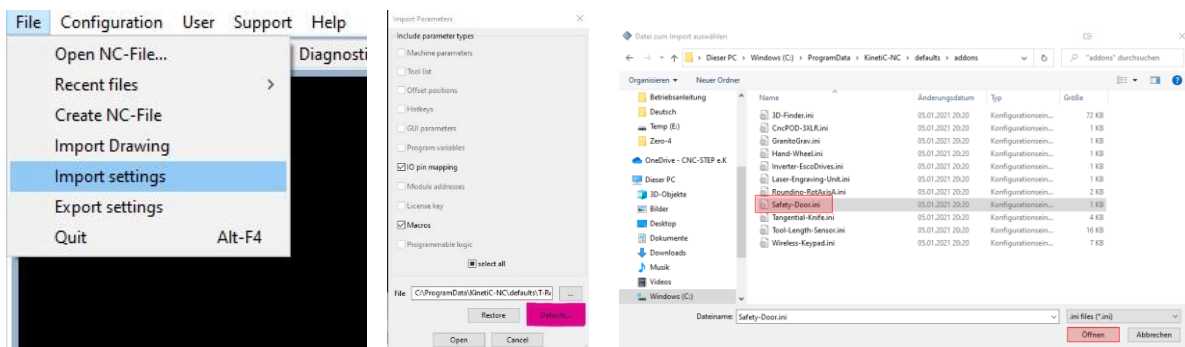 File Configuration User Support Help
Open NC-File...
Diagnosti
Recent files >
Create NC-File
Import Drawing
Import settings
Export settings
Quit Alt-F4
Import Parameters
Include parameter types
Machine parameters
Tool list
Offset positions
Hotkeys
GUI parameters
Program variables
IO pin mapping
Module addresses
License key
Macros
Programmable logic
select all
File C:\ProgramData\KinetiC-NC\defaults\T-Re ...
Restore Defaults...
Open Cancel
Datei zum Import auswählen
Dieser PC > Windows (C:) > ProgramData > KinetiC-NC > defaults > addons
"addons" durchsuchen
Organisieren Neuer Ordner
Betriebsanleitung
Deutsch
Temp (E:)
Zero-4
OneDrive - CNC-STEP e.K
Dieser PC
3D-Objekte
Bilder
Desktop
Dokumente
Downloads
Musik
Videos
Windows (C:)
Name Änderungsdatum Typ Größe
3D-Finder.ini 05.01.2021 20:20 Konfigurationsein... 72 KB
CncPOD-3XLR.ini 05.01.2021 20:20 Konfigurationsein... 1 KB
GranitoGrav.ini 05.01.2021 20:20 Konfigurationsein... 1 KB
Hand-Wheel.ini 05.01.2021 20:20 Konfigurationsein... 1 KB
Inverter-EscoDrives.ini 05.01.2021 20:20 Konfigurationsein... 1 KB
Laser-Engraving-Unit.ini 05.01.2021 20:20 Konfigurationsein... 1 KB
Roundino-RotAxisA.ini 05.01.2021 20:20 Konfigurationsein... 2 KB
Safety-Door.ini 05.01.2021 20:20 Konfigurationsein... 1 KB
Tangential-Knife.ini 05.01.2021 20:20 Konfigurationsein... 4 KB
Tool-Length-Sensor.ini 05.01.2021 20:20 Konfigurationsein... 16 KB
Wireless-Keypad.ini 05.01.2021 20:20 Konfigurationsein... 7 KB
Dateiname: Safety-Door.ini
.ini files (*.ini)
Öffnen Abbrechen